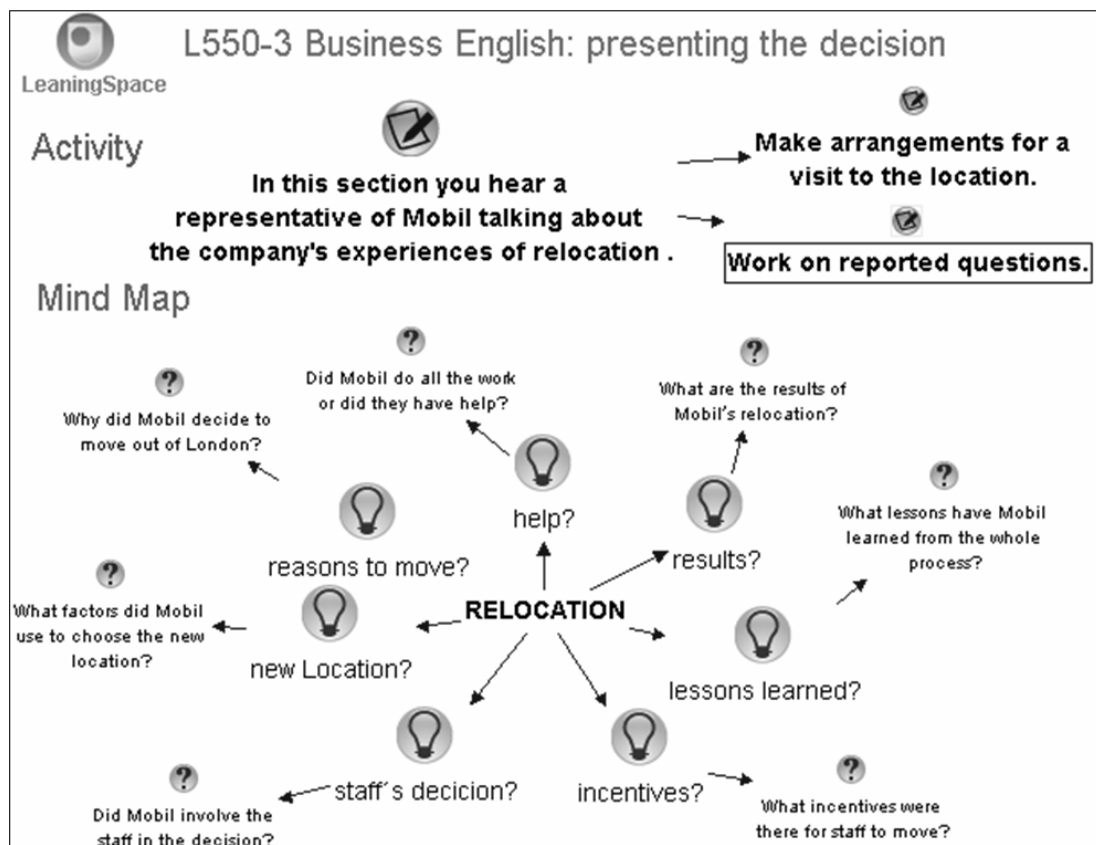 L550-3 Business English: presenting the decision
LeaningSpace
Activity
In this section you hear a
representative of Mobil talking about
the company's experiences of relocation .
Make arrangements for a
visit to the location.
Work on reported questions.
Mind Map
?
Why did Mobil decide to
move out of London?
?
Did Mobil do all the work
or did they have help?
?
What are the results of
Mobil's relocation?
?
What lessons have Mobil
learned from the whole
process?
help?
reasons to move?
results?
RELOCATION
?
What factors did Mobil
use to choose the new
location?
new Location?
lessons learned?
staff´s decicion?
incentives?
?
Did Mobil involve the
staff in the decision?
?
What incentives were
there for staff to move?